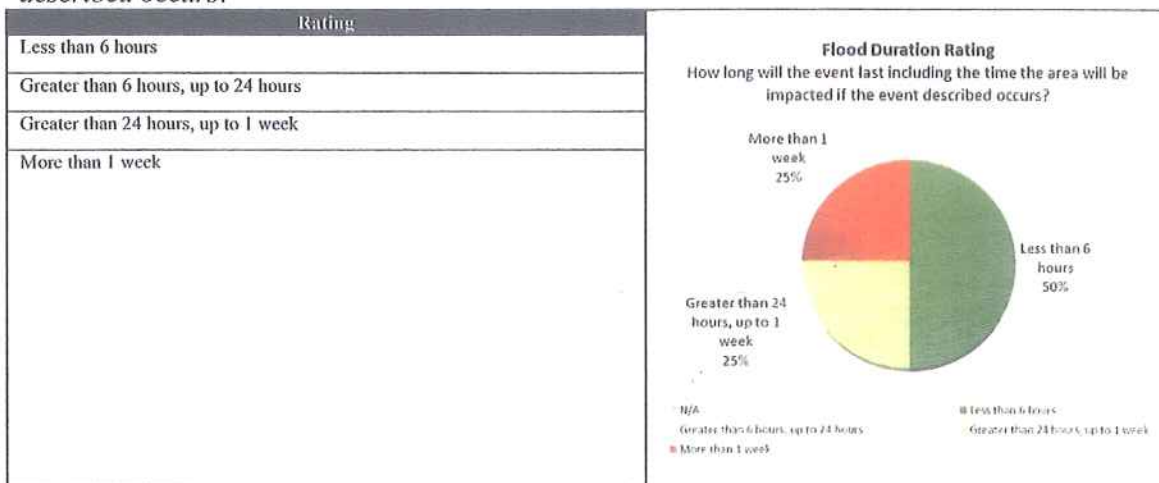 described occurs?
Rating
Less than 6 hours
Greater than 6 hours, up to 24 hours
Greater than 24 hours, up to 1 week
More than 1 week
Flood Duration Rating
How long will the event last including the time the area will be
impacted if the event described occurs?
More than 1
week
25%
Less than 6
hours
50%
Greater than 24
hours, up to 1
week
25%
N/A
Less than 6 hours
Greater than 6 hours, up to 24 hours
Greater than 24 hours, up to 1 week
More than 1 week